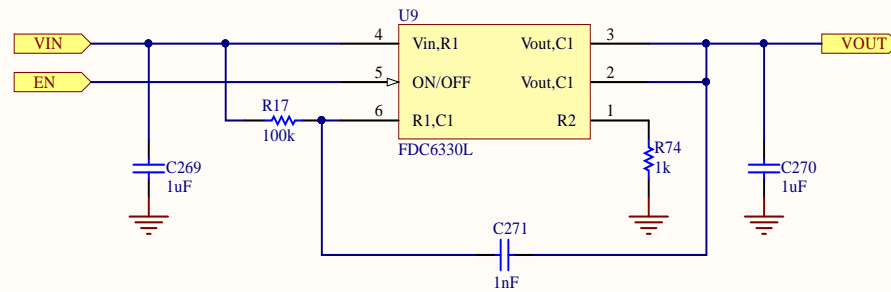 U9
VIN
4
Vin,R1
Vout,C1
3
VOUT
EN
5
ON/OFF
Vout,C1
2
R17
100k
6
R1,C1
R2
1
FDC6330L
R74
1k
C269
1uF
C270
1uF
C271
1nF